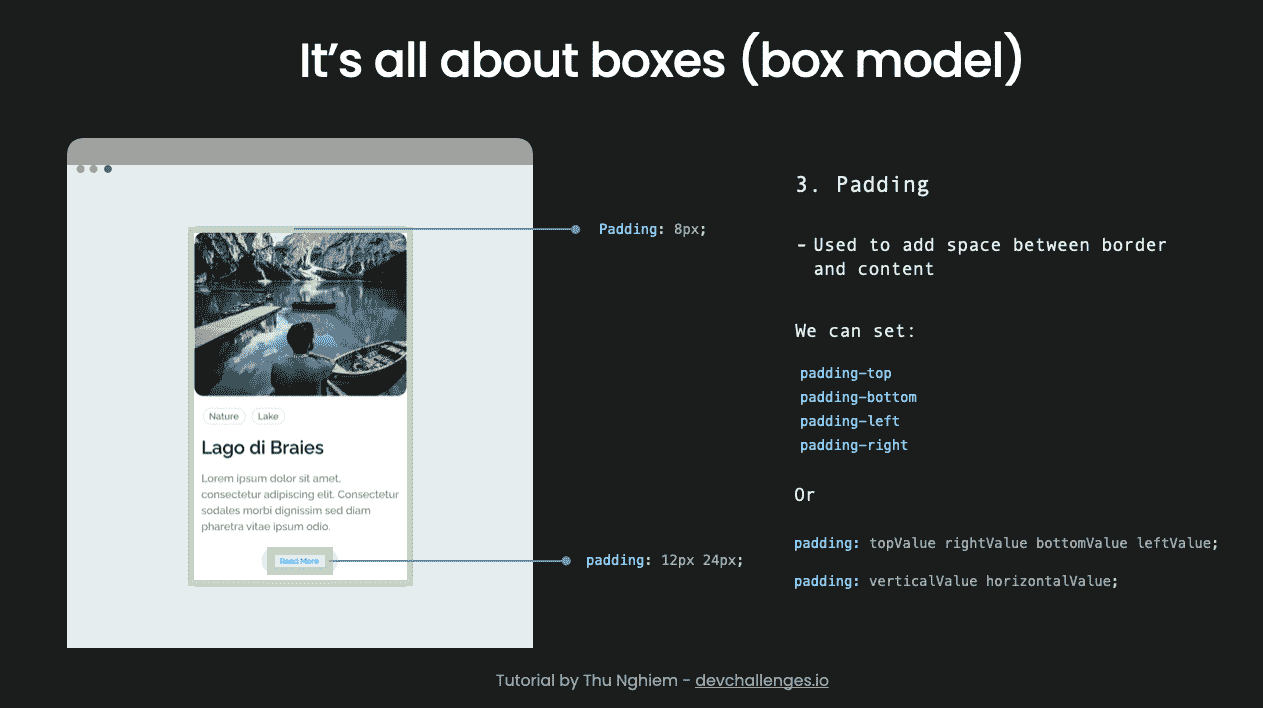 It's all about boxes (box model)
Padding: 8px;
Nature Lake
Lago di Braies
Lorem ipsum dolor sit amet,
consectetur adipiscing elit. Consectetur
sodales morbi dignissim sed diam
pharetra vitae ipsum odio.
Read More
padding: 12px 24px;
3. Padding
- Used to add space between border
and content
We can set:
padding-top
padding-bottom
padding-left
padding-right
Or
padding: topValue rightValue bottomValue leftValue;
padding: verticalValue horizontalValue;
Tutorial by Thu Nghiem - devchallenges.io